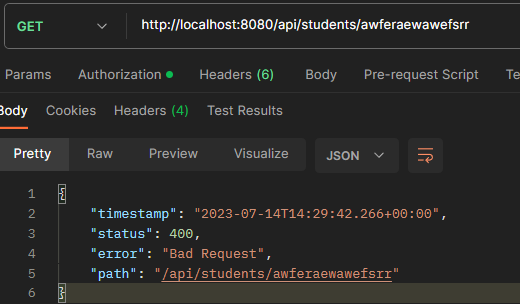 GET http://localhost:8080/api/students/awferaewawefsrr
Params Authorization Headers (6) Body Pre-request Script Te
Body Cookies Headers (4) Test Results
Pretty Raw Preview Visualize JSON
1 {
2 "timestamp": "2023-07-14T14:29:42.266+00:00",
3 "status": 400,
4 "error": "Bad Request",
5 "path": "/api/students/awferaewawefsrr"
6 }